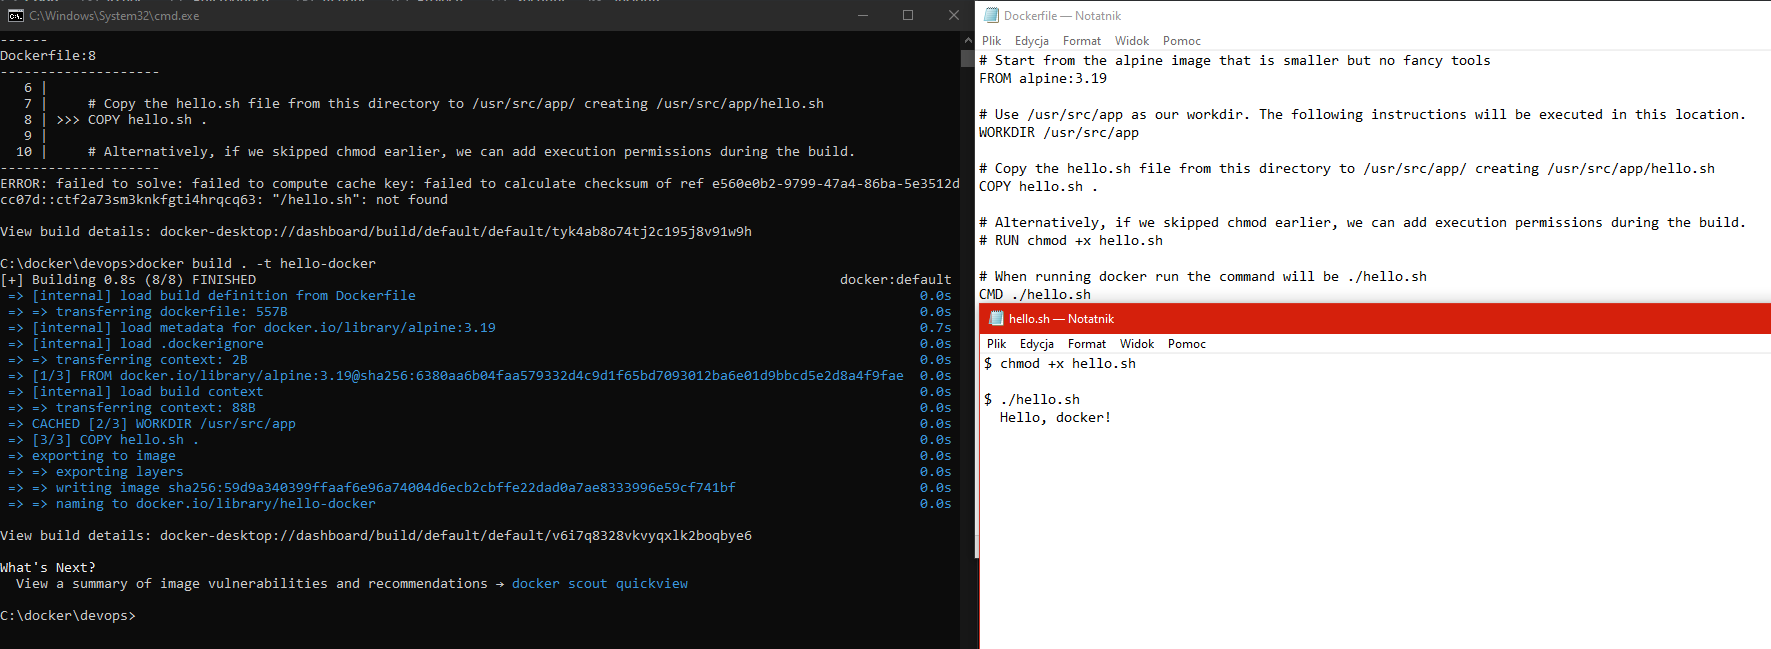 C:\Windows\System32\cmd.exe
------
Dockerfile:8
--------------------
   6 |
   7 |     # Copy the hello.sh file from this directory to /usr/src/app/ creating /usr/src/app/hello.sh
   8 | >>> COPY hello.sh .
   9 |
  10 |     # Alternatively, if we skipped chmod earlier, we can add execution permissions during the build.
--------------------
ERROR: failed to solve: failed to compute cache key: failed to calculate checksum of ref e560e0b2-9799-47a4-86ba-5e3512d
cc07d::ctf2a73sm3knkfgti4hrqcq63: "/hello.sh": not found
View build details: docker-desktop://dashboard/build/default/default/tyk4ab8o74tj2c195j8v91w9h
C:\docker\devops>docker build . -t hello-docker
[+] Building 0.8s (8/8) FINISHED docker:default
 => [internal] load build definition from Dockerfile 0.0s
 => => transferring dockerfile: 557B 0.0s
 => [internal] load metadata for docker.io/library/alpine:3.19 0.7s
 => [internal] load .dockerignore 0.0s
 => => transferring context: 2B 0.0s
 => [1/3] FROM docker.io/library/alpine:3.19@sha256:6380aa6b04faa579332d4c9d1f65bd7093012ba6e01d9bbcd5e2d8a4f9fae 0.0s
 => [internal] load build context 0.0s
 => => transferring context: 88B 0.0s
 => CACHED [2/3] WORKDIR /usr/src/app 0.0s
 => [3/3] COPY hello.sh . 0.0s
 => exporting to image 0.0s
 => => exporting layers 0.0s
 => => writing image sha256:59d9a340399ffaaf6e96a74004d6ecb2cbffe22dad0a7ae8333996e59cf741bf 0.0s
 => => naming to docker.io/library/hello-docker 0.0s
View build details: docker-desktop://dashboard/build/default/default/v6i7q8328vkvyqxlk2boqbye6
What's Next?
  View a summary of image vulnerabilities and recommendations → docker scout quickview
C:\docker\devops>
Dockerfile — Notatnik
Plik Edycja Format Widok Pomoc
# Start from the alpine image that is smaller but no fancy tools
FROM alpine:3.19
# Use /usr/src/app as our workdir. The following instructions will be executed in this location.
WORKDIR /usr/src/app
# Copy the hello.sh file from this directory to /usr/src/app/ creating /usr/src/app/hello.sh
COPY hello.sh .
# Alternatively, if we skipped chmod earlier, we can add execution permissions during the build.
# RUN chmod +x hello.sh
# When running docker run the command will be ./hello.sh
CMD ./hello.sh
hello.sh — Notatnik
Plik Edycja Format Widok Pomoc
$ chmod +x hello.sh
$ ./hello.sh
  Hello, docker!